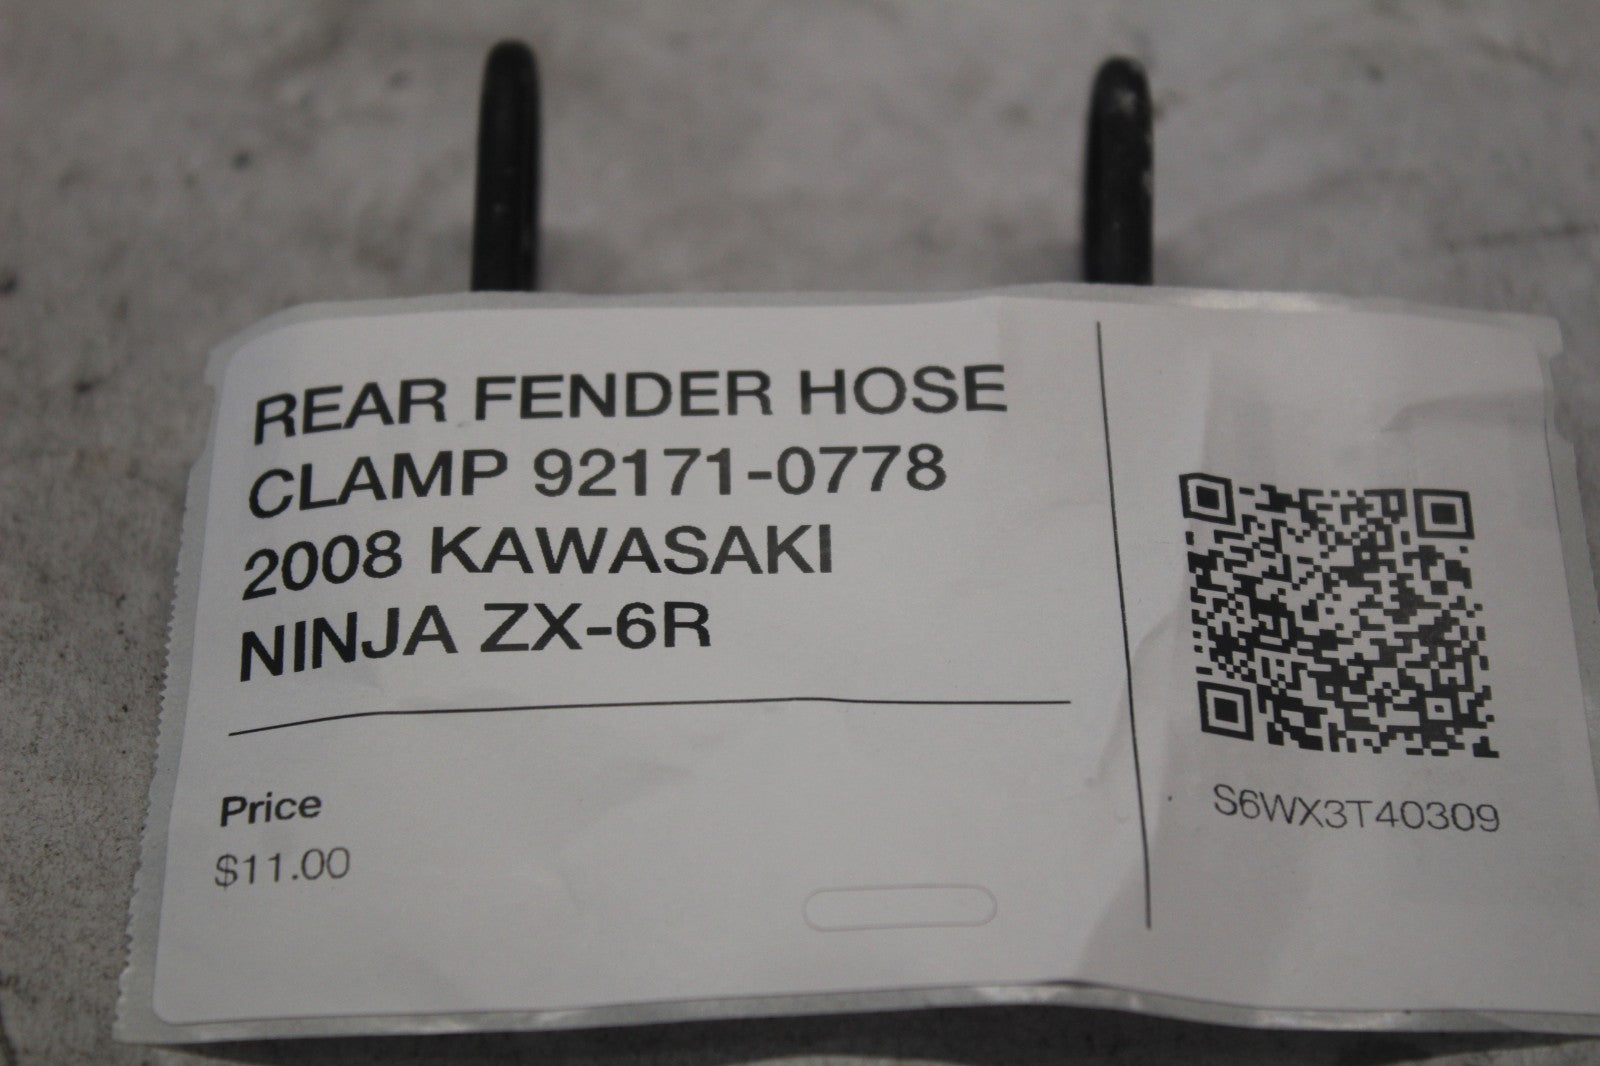 REAR FENDER HOSE
CLAMP 92171-0778
2008 KAWASAKI
NINJA ZX-6R
Price
$11.00
S6WX3T40309